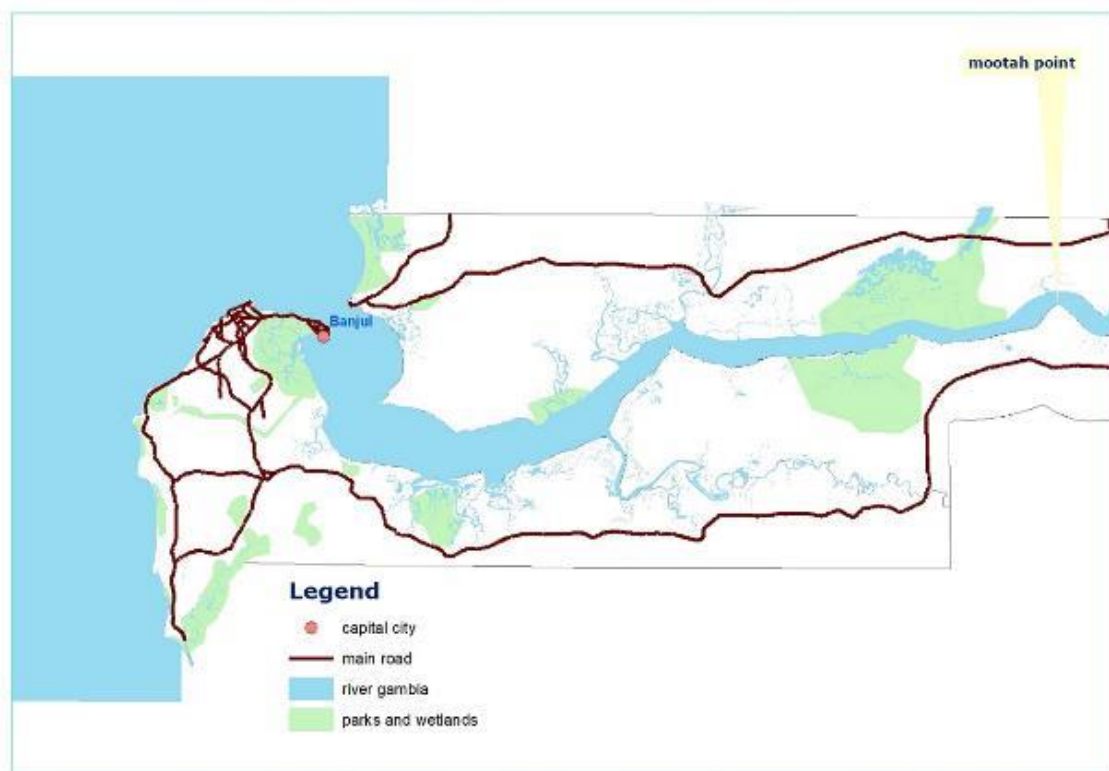 mootah point
Banjul
Legend
capital city
main road
river gambia
parks and wetlands